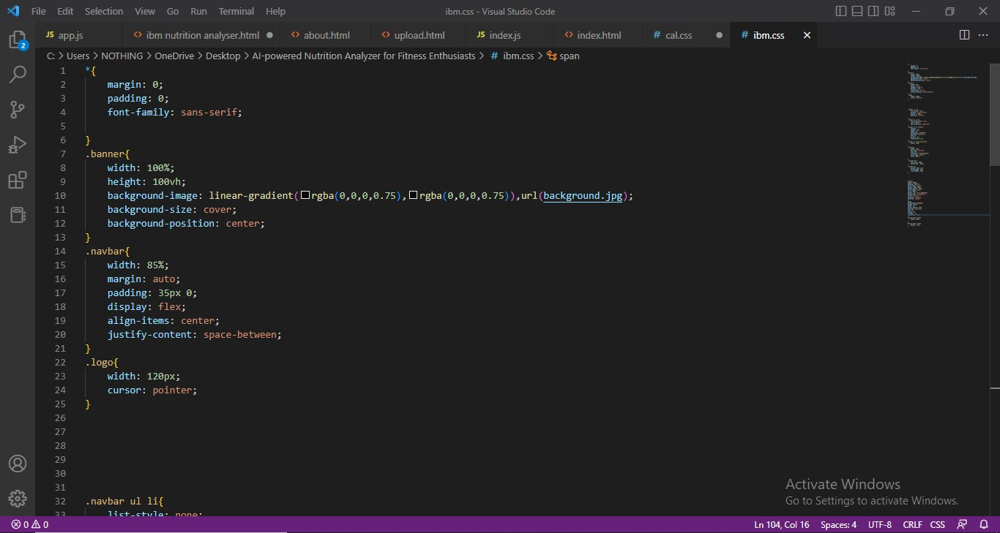 File Edit Selection View Go Run Terminal Help ibm.css - Visual Studio Code
JS app.js <> ibm nutrition analyser.html ● <> about.html <> upload.html JS index.js <> index.html # cal.css ● # ibm.css ×
C: > Users > NOTHING > OneDrive > Desktop > AI-powered Nutrition Analyzer for Fitness Enthusiasts > # ibm.css > span
2
1 *{
2     margin: 0;
3     padding: 0;
4     font-family: sans-serif;
5
6 }
7 .banner{
8     width: 100%;
9     height: 100vh;
10     background-image: linear-gradient(rgba(0,0,0,0.75),rgba(0,0,0,0.75)),url(background.jpg);
11     background-size: cover;
12     background-position: center;
13 }
14 .navbar{
15     width: 85%;
16     margin: auto;
17     padding: 35px 0;
18     display: flex;
19     align-items: center;
20     justify-content: space-between;
21 }
22 .logo{
23     width: 120px;
24     cursor: pointer;
25 }
26
27
28
29
30
31
32 .navbar ul li{
33     list-style: none;
Activate Windows
Go to Settings to activate Windows.
0 0 Ln 104, Col 16 Spaces: 4 UTF-8 CRLF CSS